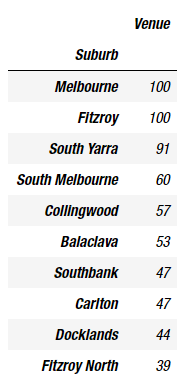 Venue
Suburb
Melbourne 100
Fitzroy 100
South Yarra 91
South Melbourne 60
Collingwood 57
Balaclava 53
Southbank 47
Carlton 47
Docklands 44
Fitzroy North 39